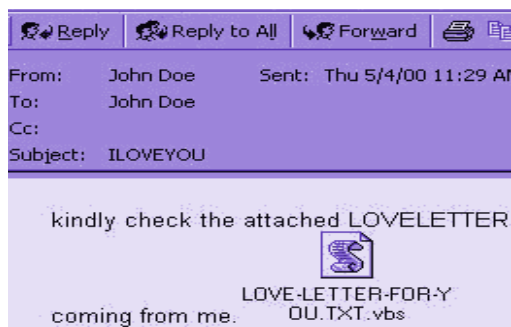 Reply Reply to All Forward
From: John Doe Sent: Thu 5/4/00 11:29 AM
To: John Doe
Cc:
Subject: ILOVEYOU
kindly check the attached LOVELETTER
LOVE-LETTER-FOR-Y
coming from me. OU.TXT.vbs